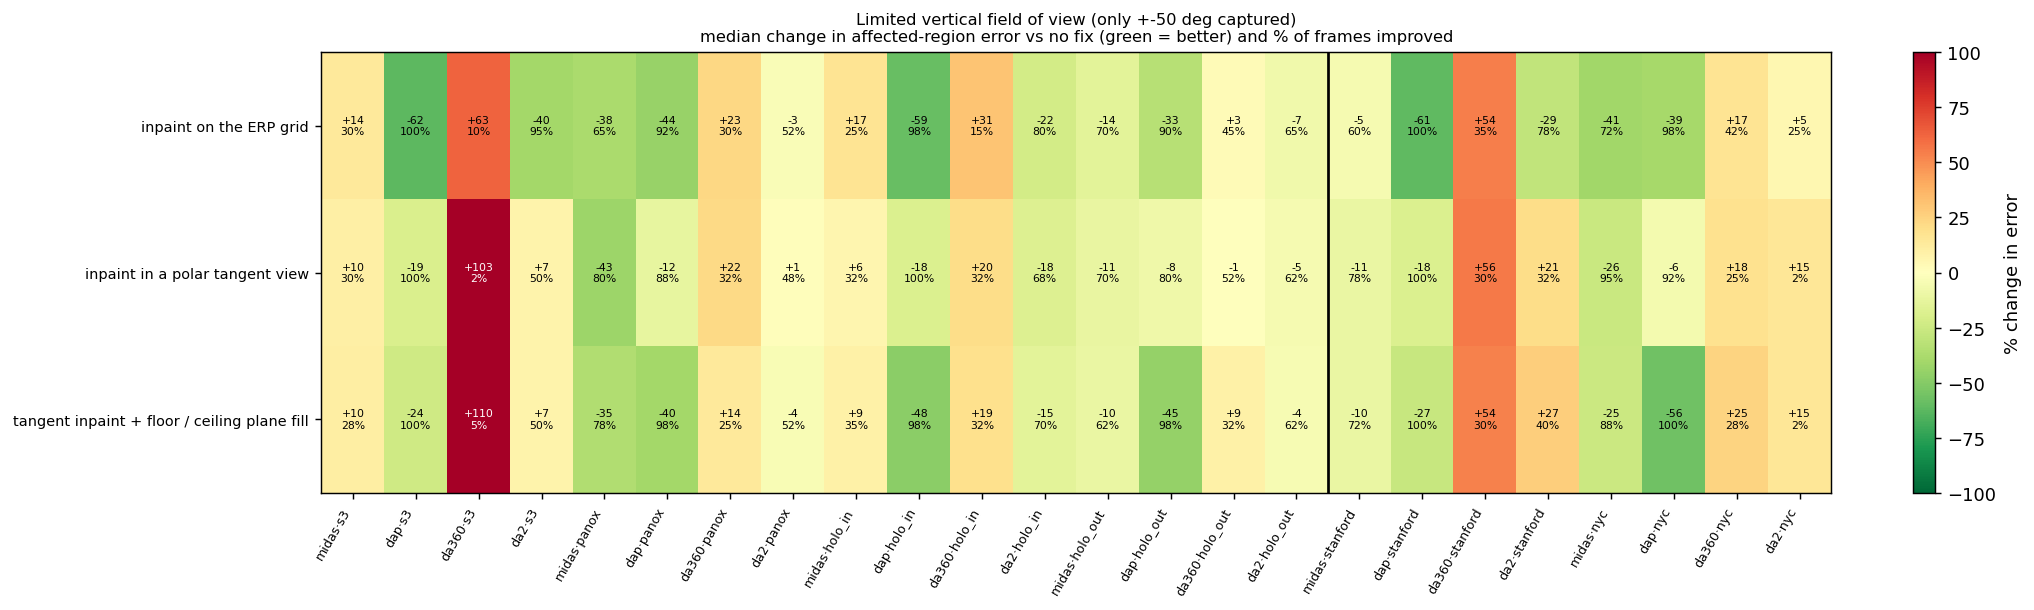 Limited vertical field of view (only +-50 deg captured)
median change in affected-region error vs no fix (green = better) and % of frames improved
inpaint on the ERP grid
+14 -62 +63 -40 -38 -44 +23 -3 +17 -59 +31 -22 -14 -33 +3 -7 -5 -61 +54 -29 -41 -39 +17 +5
30% 100% 10% 95% 65% 92% 30% 52% 25% 98% 15% 80% 70% 90% 45% 65% 60% 100% 35% 78% 72% 98% 42% 25%
inpaint in a polar tangent view
+10 -19 +103 +7 -43 -12 +22 +1 +6 -18 +20 -18 -11 -8 -1 -5 -11 -18 +56 +21 -26 -6 +18 +15
30% 100% 2% 50% 80% 88% 32% 48% 32% 100% 32% 68% 70% 80% 52% 62% 78% 100% 30% 32% 95% 92% 25% 2%
tangent inpaint + floor / ceiling plane fill
+10 -24 +110 +7 -35 -40 +14 -4 +9 -48 +19 -15 -10 -45 +9 -4 -10 -27 +54 +27 -25 -56 +25 +15
28% 100% 5% 50% 78% 98% 25% 52% 35% 98% 32% 70% 62% 98% 32% 62% 72% 100% 30% 40% 88% 100% 28% 2%
midas·s3
dap·s3
da360·s3
da2·s3
midas·panox
dap·panox
da360·panox
da2·panox
midas·holo_in
dap·holo_in
da360·holo_in
da2·holo_in
midas·holo_out
dap·holo_out
da360·holo_out
da2·holo_out
midas·stanford
dap·stanford
da360·stanford
da2·stanford
midas·nyc
dap·nyc
da360·nyc
da2·nyc
100
75
50
25
0
−25
−50
−75
−100
% change in error